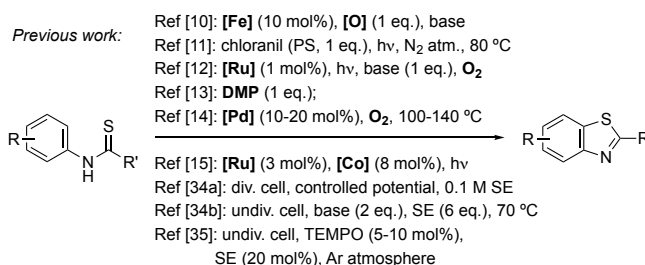 Previous work:
Ref [10]: [Fe] (10 mol%), [O] (1 eq.), base
Ref [11]: chloranil (PS, 1 eq.), hν, N₂ atm., 80 ºC
Ref [12]: [Ru] (1 mol%), hν, base (1 eq.), O₂
Ref [13]: DMP (1 eq.);
Ref [14]: [Pd] (10-20 mol%), O₂, 100-140 ºC
R
S
N
H
R'
R
S
N
R'
Ref [15]: [Ru] (3 mol%), [Co] (8 mol%), hν
Ref [34a]: div. cell, controlled potential, 0.1 M SE
Ref [34b]: undiv. cell, base (2 eq.), SE (6 eq.), 70 ºC
Ref [35]: undiv. cell, TEMPO (5-10 mol%),
SE (20 mol%), Ar atmosphere